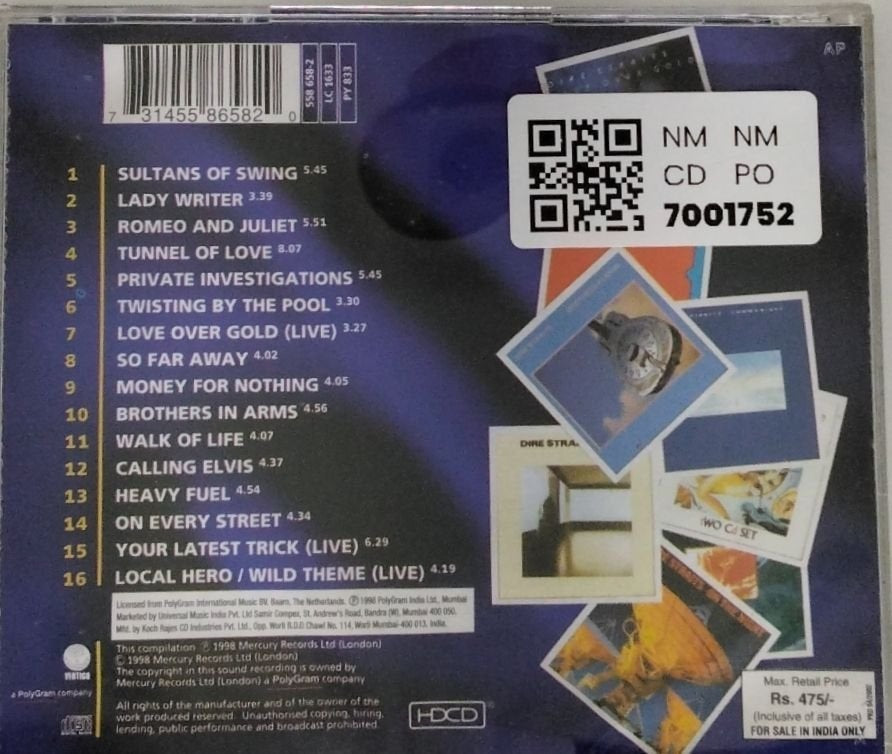 AP
7 31455 86582 0
558 658-2
LC 1633
PY 833
NM NM
CD PO
7001752
1 SULTANS OF SWING 5.45
2 LADY WRITER 3.39
3 ROMEO AND JULIET 5.51
4 TUNNEL OF LOVE 8.07
5 PRIVATE INVESTIGATIONS 5.45
6 TWISTING BY THE POOL 3.30
7 LOVE OVER GOLD (LIVE) 3.27
8 SO FAR AWAY 4.02
9 MONEY FOR NOTHING 4.05
10 BROTHERS IN ARMS 4.56
11 WALK OF LIFE 4.07
12 CALLING ELVIS 4.37
13 HEAVY FUEL 4.54
14 ON EVERY STREET 4.34
15 YOUR LATEST TRICK (LIVE) 6.29
16 LOCAL HERO / WILD THEME (LIVE) 4.19
DIRE STRA
TWO Cd SET
Licensed from PolyGram International Music BV, Baarn, The Netherlands. Ⓟ 1998 PolyGram India Ltd., Mumbai
Marketed by Universal Music India Pvt. Ltd Samir Complex, St. Andrew's Road, Bandra (W), Mumbai 400 050.
Mfd. by Koch Rajes CD Industries Pvt. Ltd., Opp. Worli B.D.D Chawl No. 114, Worli Mumbai-400 013. India.
This compilation Ⓟ 1998 Mercury Records Ltd (London)
© 1998 Mercury Records Ltd (London)
The copyright in this sound recording is owned by
Mercury Records Ltd (London) a PolyGram company
VERTIGO
a PolyGram company
All rights of the manufacturer and of the owner of the
work produced reserved. Unauthorised copying, hiring,
lending, public performance and broadcast prohibited.
HDCD
Max. Retail Price
Rs. 475/-
(Inclusive of all taxes)
FOR SALE IN INDIA ONLY